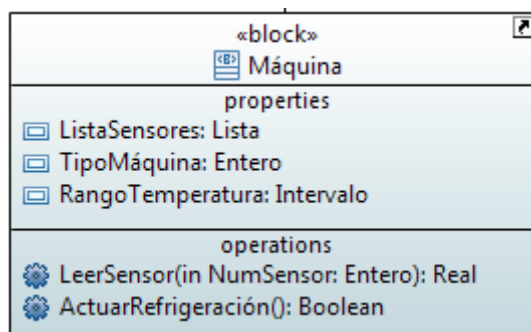 «block»
Máquina
properties
ListaSensores: Lista
TipoMáquina: Entero
RangoTemperatura: Intervalo
operations
LeerSensor(in NumSensor: Entero): Real
ActuarRefrigeración(): Boolean